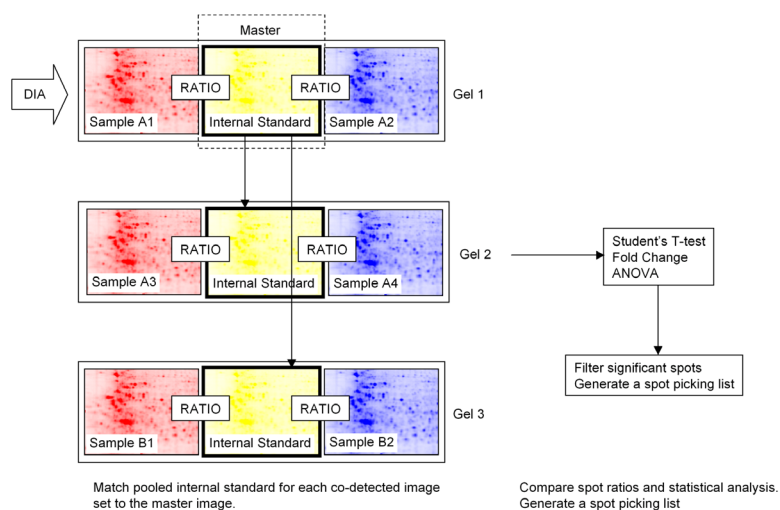 Master
DIA
RATIO
RATIO
Sample A1
Internal Standard
Sample A2
Gel 1
RATIO
RATIO
Sample A3
Internal Standard
Sample A4
Gel 2
Student's T-test
Fold Change
ANOVA
Filter significant spots
Generate a spot picking list
RATIO
RATIO
Sample B1
Internal Standard
Sample B2
Gel 3
Match pooled internal standard for each co-detected image
set to the master image.
Compare spot ratios and statistical analysis.
Generate a spot picking list